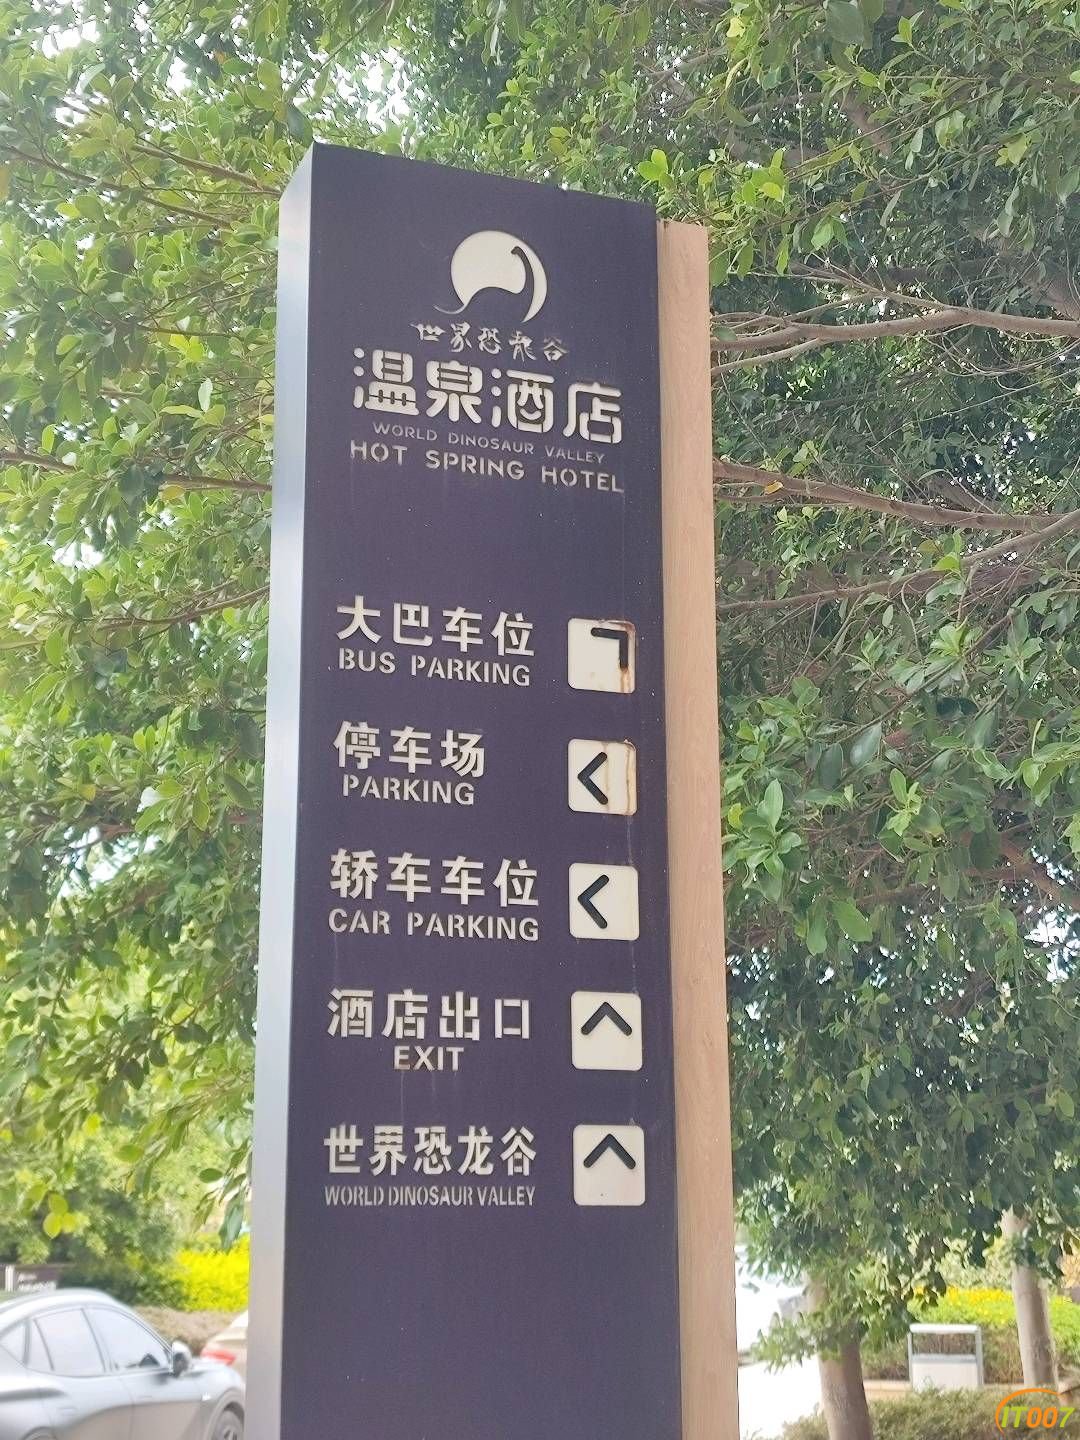 世界恐龙谷
温泉酒店
WORLD DINOSAUR VALLEY
HOT SPRING HOTEL
大巴车位
BUS PARKING
停车场
PARKING
轿车车位
CAR PARKING
酒店出口
EXIT
世界恐龙谷
WORLD DINOSAUR VALLEY
IT007